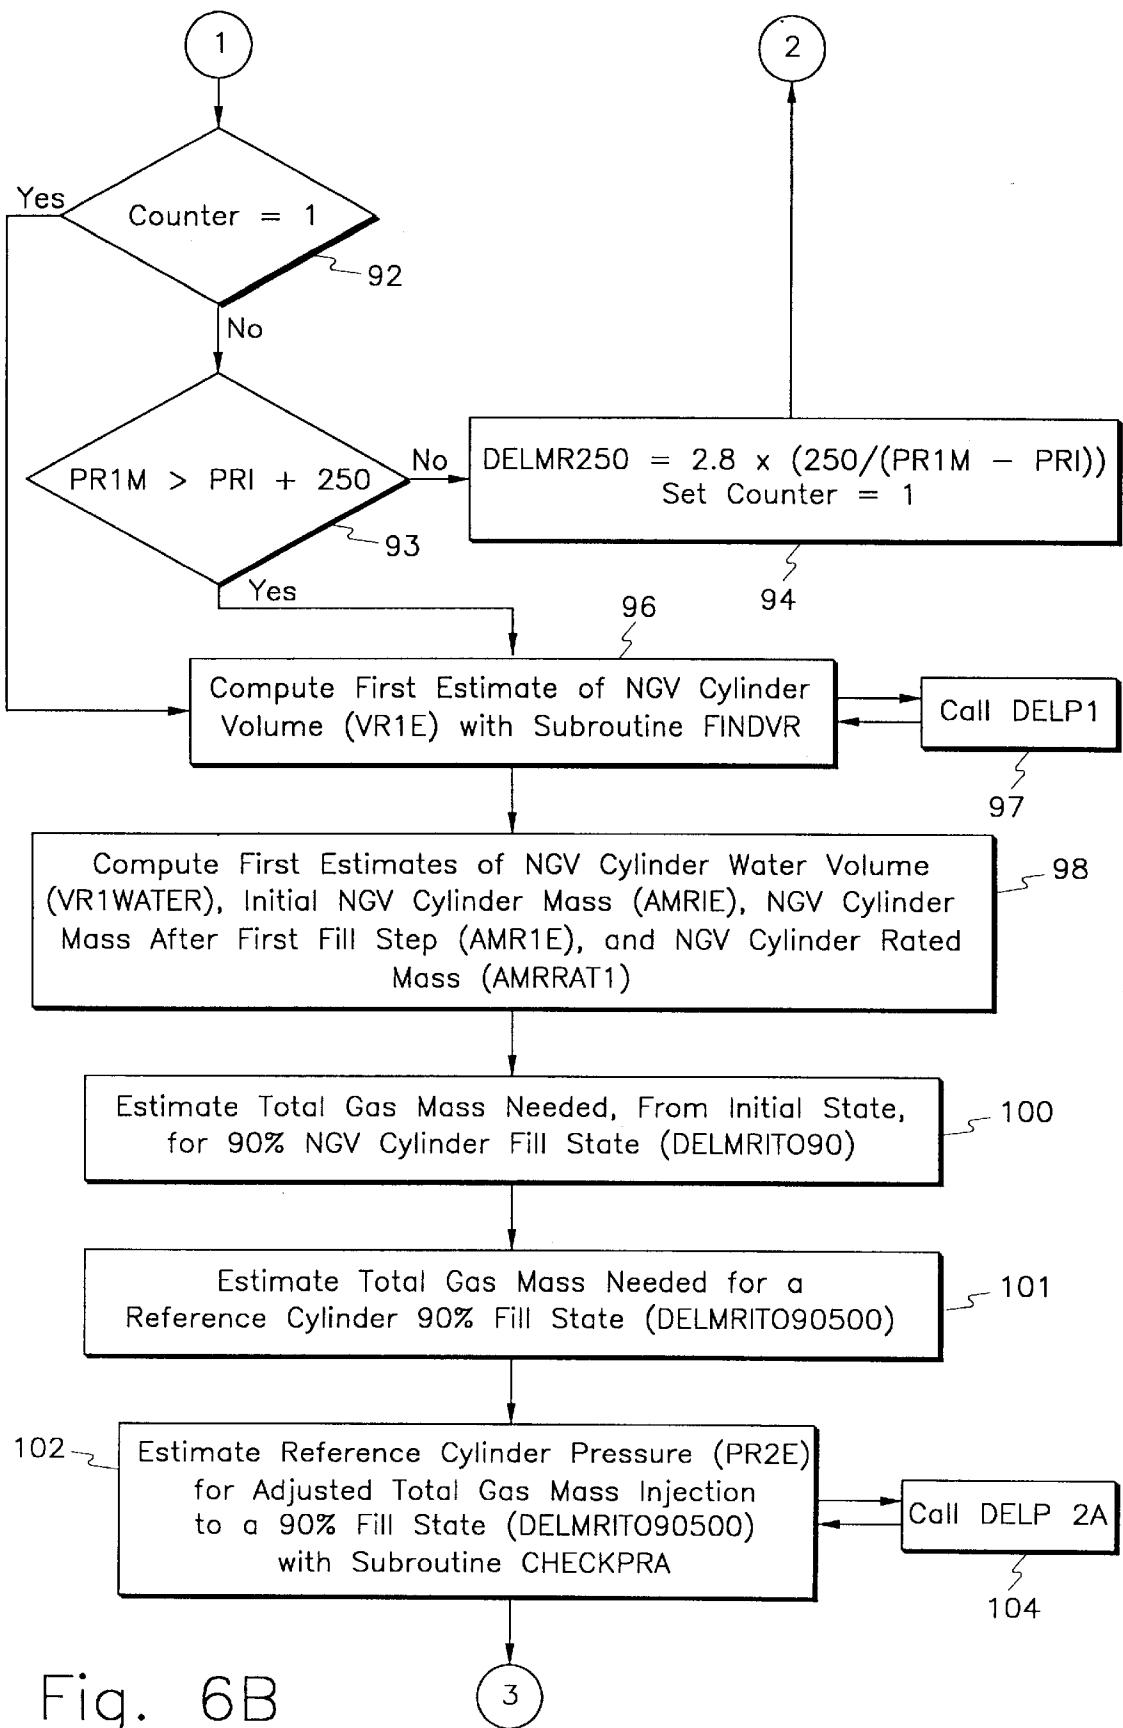 1
2
Yes
Counter = 1
92
No
PR1M > PRI + 250
No
DELMR250 = 2.8 x (250/(PR1M – PRI))
Set Counter = 1
93
94
Yes
96
Compute First Estimate of NGV Cylinder
Volume (VR1E) with Subroutine FINDVR
Call DELP1
97
Compute First Estimates of NGV Cylinder Water Volume
(VR1WATER), Initial NGV Cylinder Mass (AMRIE), NGV Cylinder
Mass After First Fill Step (AMR1E), and NGV Cylinder Rated
Mass (AMRRAT1)
98
Estimate Total Gas Mass Needed, From Initial State,
for 90% NGV Cylinder Fill State (DELMRITO90)
100
Estimate Total Gas Mass Needed for a
Reference Cylinder 90% Fill State (DELMRITO90500)
101
102
Estimate Reference Cylinder Pressure (PR2E)
for Adjusted Total Gas Mass Injection
to a 90% Fill State (DELMRITO90500)
with Subroutine CHECKPRA
Call DELP 2A
104
3
Fig. 6B